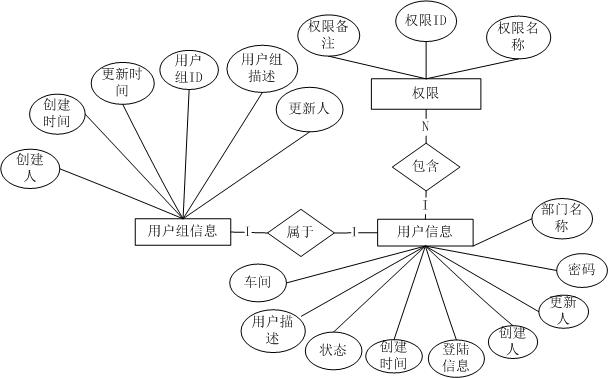 权限ID
权限备
注
权限名
称
用户
组ID
用户组
描述
更新时
间
权限
更新人
创建
时间
N
包含
创建
人
I
部门名
称
用户组信息
I
属于
I
用户信息
密码
车间
更新
人
用户描
述
创建
人
状态
创建
时间
登陆
信息